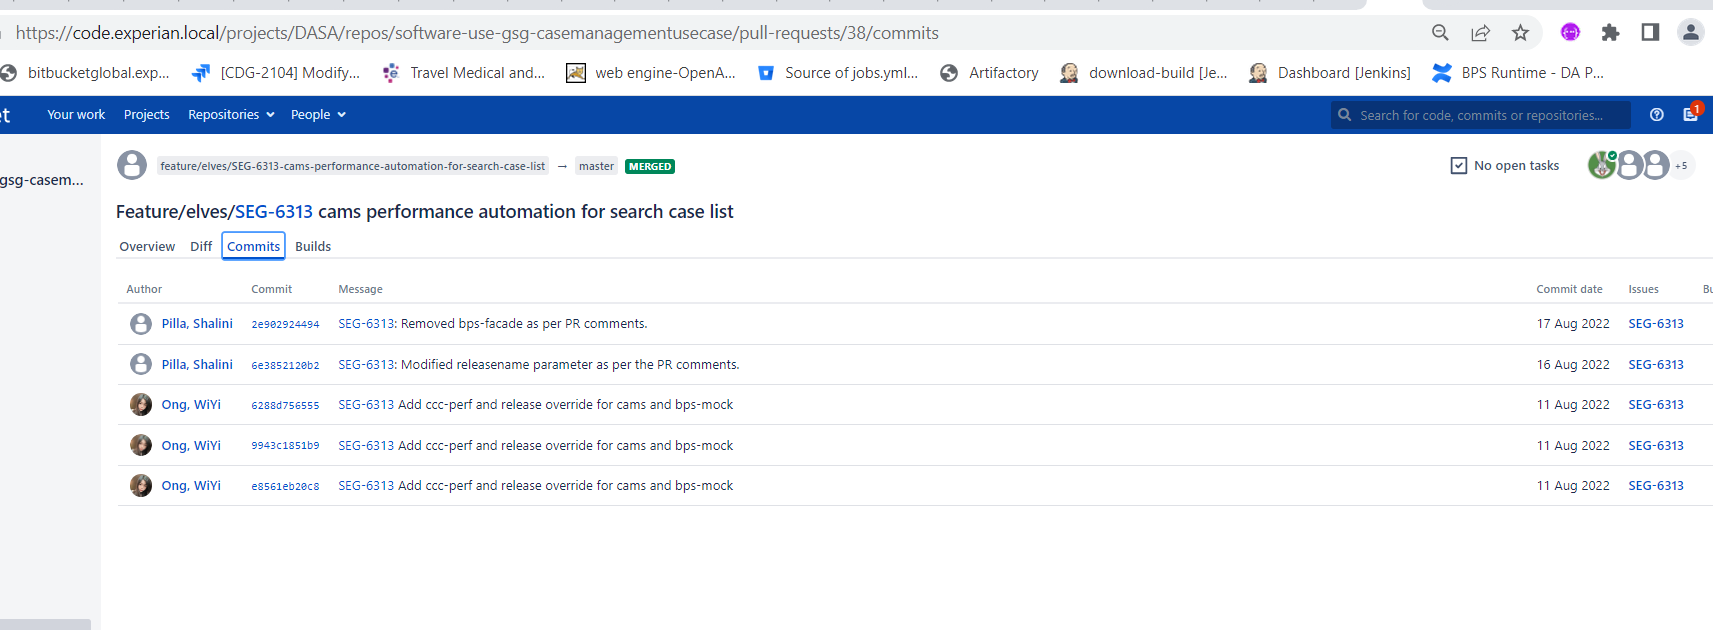 https://code.experian.local/projects/DASA/repos/software-use-gsg-casemanagementusecase/pull-requests/38/commits
bitbucketglobal.exp... [CDG-2104] Modify,... Travel Medical and... web engine-OpenA... Source of jobs.yml... Artifactory download-build [Je... Dashboard [Jenkins] BPS Runtime - DA P...
et Your work Projects Repositories People Search for code, commits or repositories... 1
gsg-casem...
feature/elves/SEG-6313-cams-performance-automation-for-search-case-list → master MERGED No open tasks +5
Feature/elves/SEG-6313 cams performance automation for search case list
Overview Diff Commits Builds
Author Commit Message Commit date Issues Bu
Pilla, Shalini 2e902924494 SEG-6313: Removed bps-facade as per PR comments. 17 Aug 2022 SEG-6313
Pilla, Shalini 6e3852120b2 SEG-6313: Modified releasename parameter as per the PR comments. 16 Aug 2022 SEG-6313
Ong, WiYi 6288d756555 SEG-6313 Add ccc-perf and release override for cams and bps-mock 11 Aug 2022 SEG-6313
Ong, WiYi 9943c1851b9 SEG-6313 Add ccc-perf and release override for cams and bps-mock 11 Aug 2022 SEG-6313
Ong, WiYi e8561eb20c8 SEG-6313 Add ccc-perf and release override for cams and bps-mock 11 Aug 2022 SEG-6313